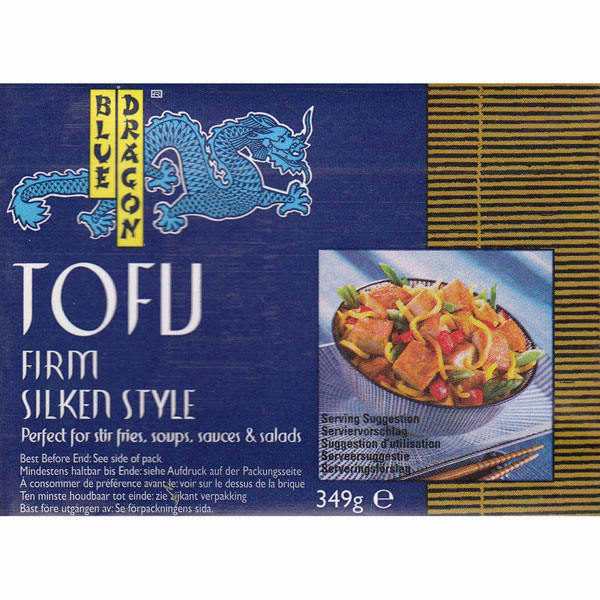 BLUE
DRAGON
®
TOFU
FIRM
SILKEN STYLE
Perfect for stir fries, soups, sauces & salads
Best Before End: See side of pack
Mindestens haltbar bis Ende: siehe Aufdruck auf der Packungsseite
À consommer de préférence avant le: voir sur le dessus de la brique
Ten minste houdbaar tot einde: zie zijkant verpakking
Bäst före utgången av: Se förpackningens sida.
Serving Suggestion
Serviervorschlag
Suggestion d'utilisation
Serveersuggestie
Serveringsförslag
349g ℮